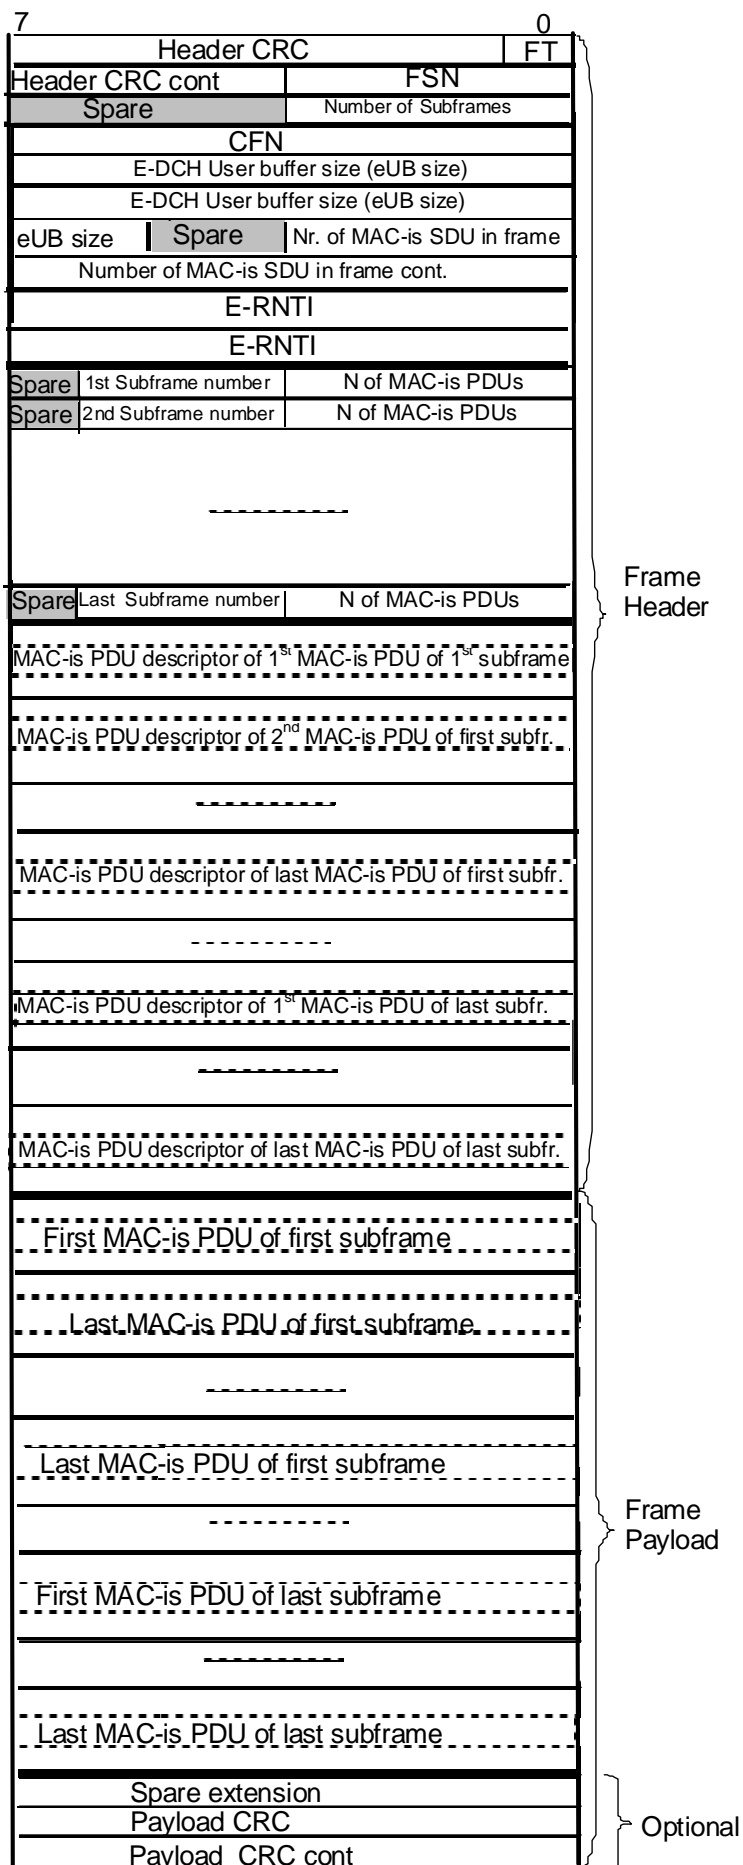 7 0
Header CRC FT
Header CRC cont FSN
Spare Number of Subframes
CFN
E-DCH User buffer size (eUB size)
E-DCH User buffer size (eUB size)
eUB size Spare Nr. of MAC-is SDU in frame
Number of MAC-is SDU in frame cont.
E-RNTI
E-RNTI
Spare 1st Subframe number N of MAC-is PDUs
Spare 2nd Subframe number N of MAC-is PDUs
Spare Last Subframe number N of MAC-is PDUs
Frame
Header
MAC-is PDU descriptor of 1st MAC-is PDU of 1st subframe
MAC-is PDU descriptor of 2nd MAC-is PDU of first subfr.
MAC-is PDU descriptor of last MAC-is PDU of first subfr.
MAC-is PDU descriptor of 1st MAC-is PDU of last subfr.
MAC-is PDU descriptor of last MAC-is PDU of last subfr.
First MAC-is PDU of first subframe
Last MAC-is PDU of first subframe
Last MAC-is PDU of first subframe
Frame
Payload
First MAC-is PDU of last subframe
Last MAC-is PDU of last subframe
Spare extension
Payload CRC
Optional
Payload CRC cont